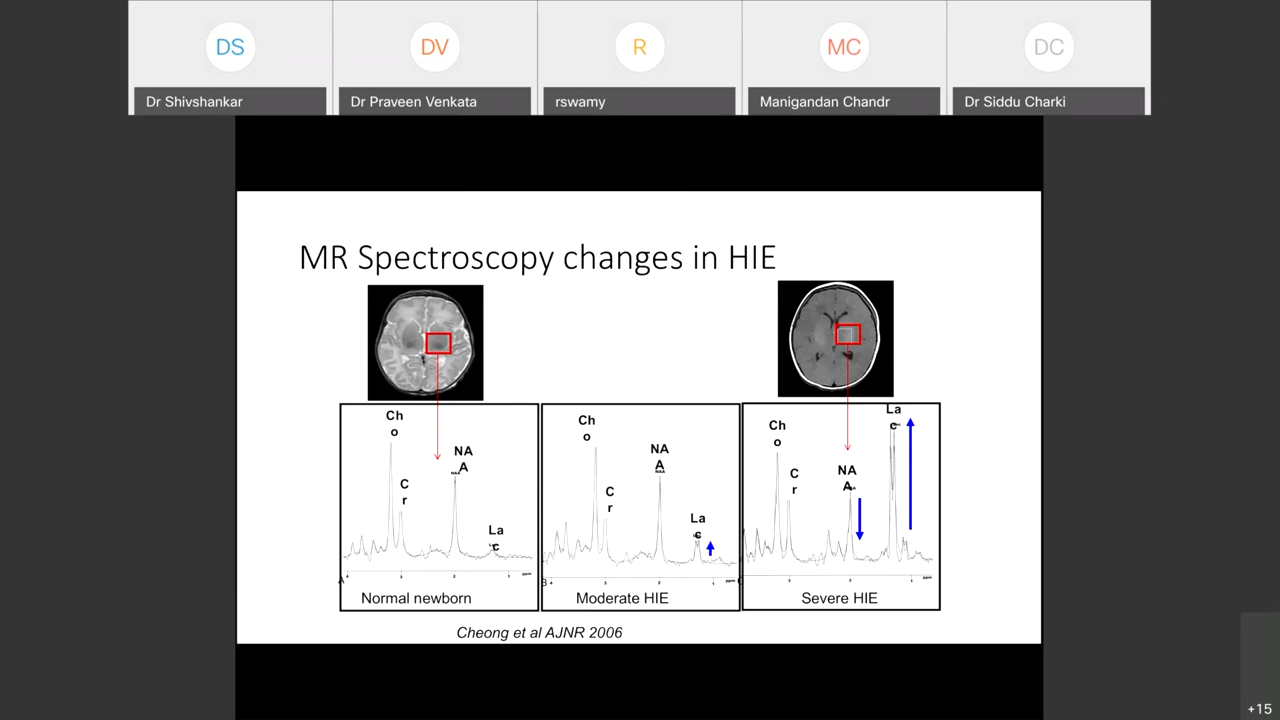 DS
DV
R
MC
DC
Dr Shivshankar
Dr Praveen Venkata
rswamy
Manigandan Chandr
Dr Siddu Charki
MR Spectroscopy changes in HIE
Ch
o
C
r
NA
A
La
c
Normal newborn
Ch
o
C
r
NA
A
La
c
Moderate HIE
Ch
o
C
r
NA
A
La
c
Severe HIE
Cheong et al AJNR 2006
+15